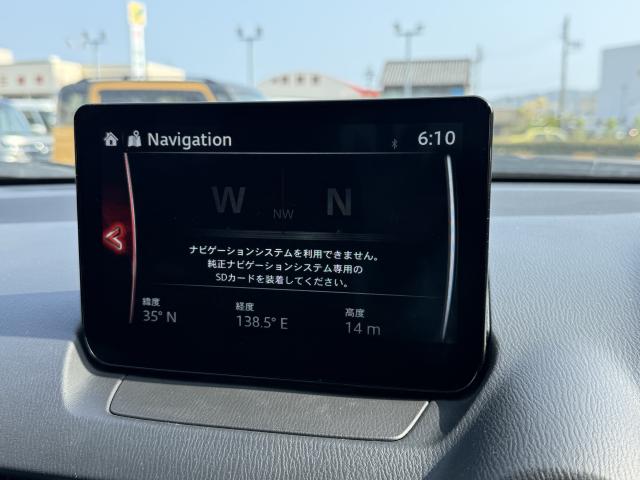 Navigation
6:10
W
NW
N
ナビゲーションシステムを利用できません。
純正ナビゲーションシステム専用の
SDカードを装着してください。
緯度
経度
高度
35° N
138.5° E
14 m